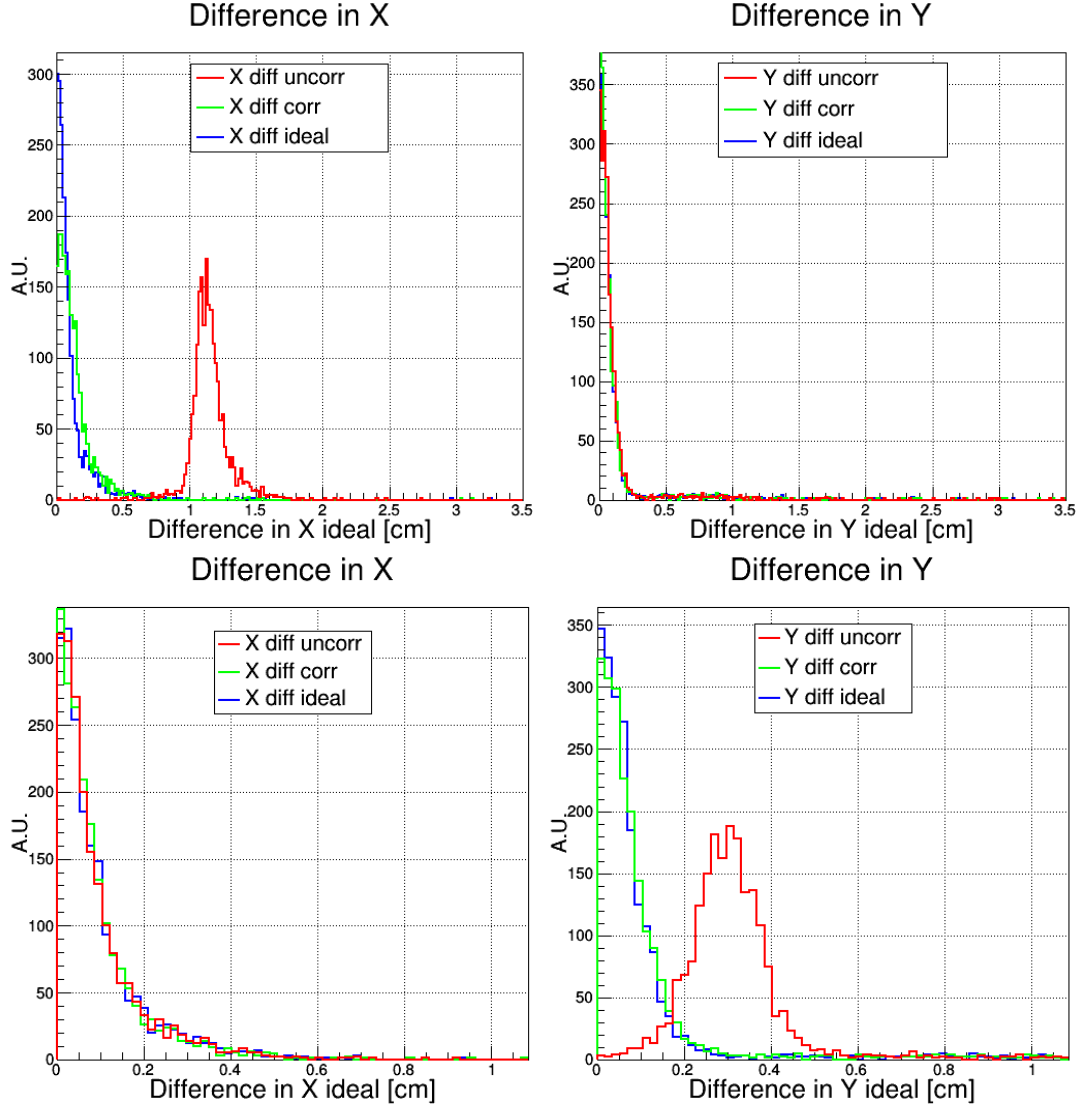 Difference in X
300
250
200
150
100
50
0
A.U.
X diff uncorr
X diff corr
X diff ideal
0.5 1 1.5 2 2.5 3 3.5
Difference in X ideal [cm]
Difference in Y
350
300
250
200
150
100
50
0
A.U.
Y diff uncorr
Y diff corr
Y diff ideal
0 0.5 1 1.5 2 2.5 3 3.5
Difference in Y ideal [cm]
Difference in X
300
250
200
150
100
50
0
A.U.
X diff uncorr
X diff corr
X diff ideal
0.2 0.4 0.6 0.8 1
Difference in X ideal [cm]
Difference in Y
350
300
250
200
150
100
50
0
A.U.
Y diff uncorr
Y diff corr
Y diff ideal
0 0.2 0.4 0.6 0.8 1
Difference in Y ideal [cm]